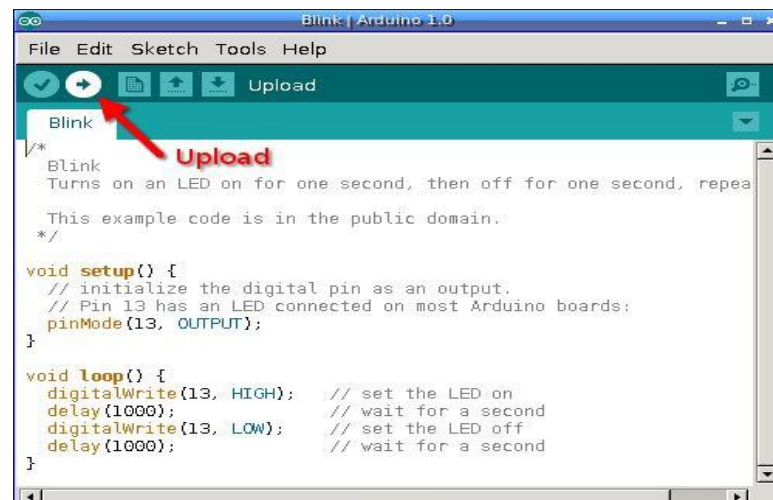 Blink | Arduino 1.0
File Edit Sketch Tools Help
Upload
Blink
Upload
/*
  Blink
  Turns on an LED on for one second, then off for one second, repea

  This example code is in the public domain.
 */

void setup() {
  // initialize the digital pin as an output.
  // Pin 13 has an LED connected on most Arduino boards:
  pinMode(13, OUTPUT);
}

void loop() {
  digitalWrite(13, HIGH);   // set the LED on
  delay(1000);              // wait for a second
  digitalWrite(13, LOW);    // set the LED off
  delay(1000);              // wait for a second
}